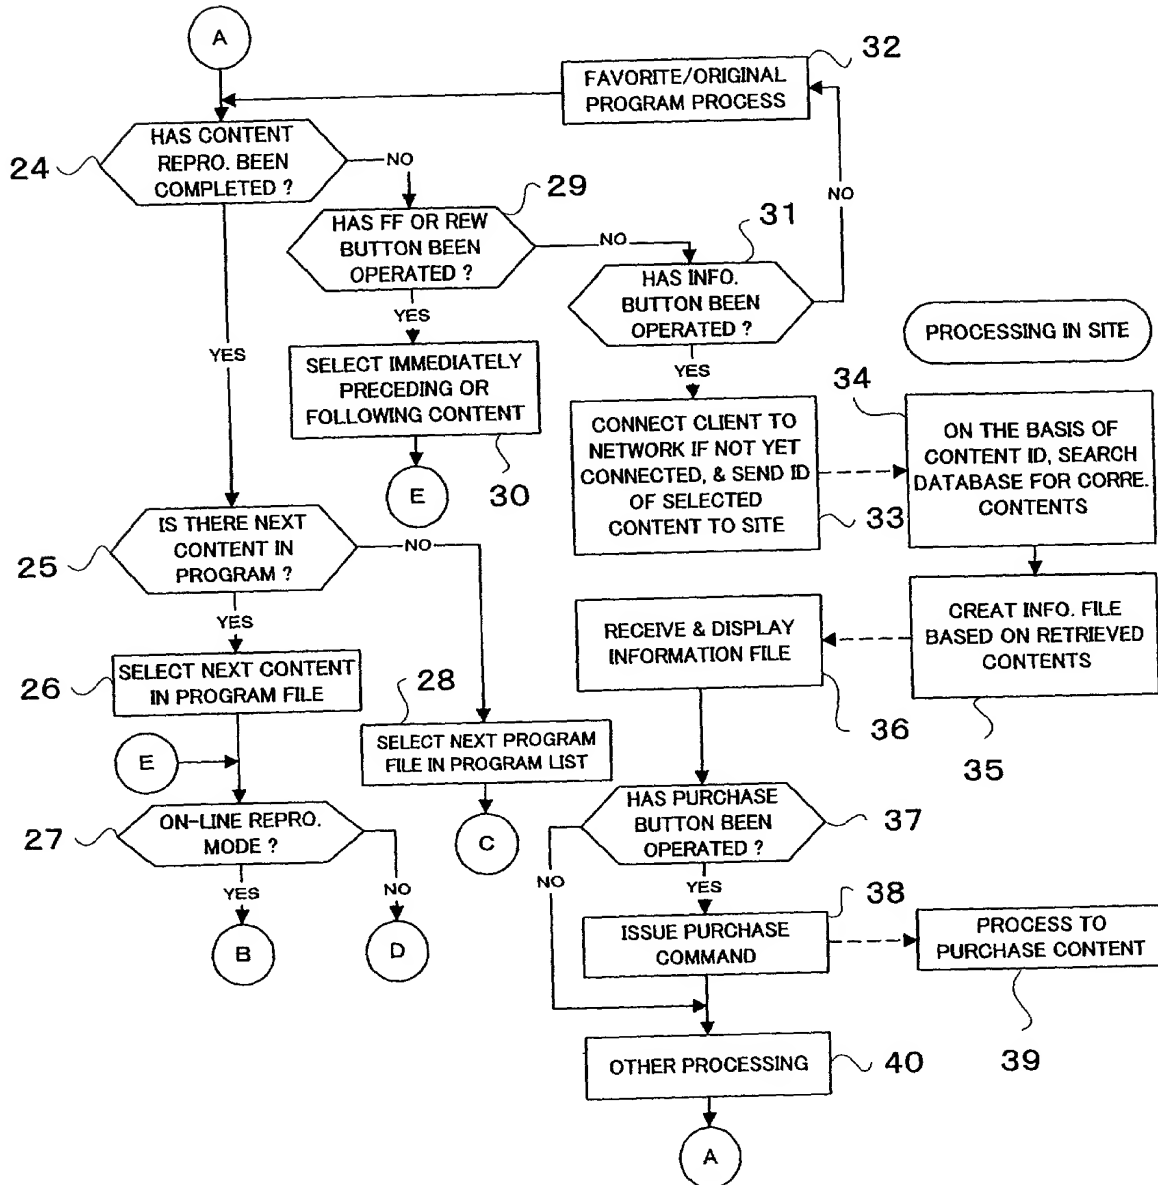 A
32
FAVORITE/ORIGINAL
PROGRAM PROCESS
24
HAS CONTENT
REPRO. BEEN
COMPLETED ?
NO
29
HAS FF OR REW
BUTTON BEEN
OPERATED ?
NO
31
HAS INFO.
BUTTON BEEN
OPERATED ?
NO
YES
YES
YES
SELECT IMMEDIATELY
PRECEDING OR
FOLLOWING CONTENT
30
E
PROCESSING IN SITE
CONNECT CLIENT TO
NETWORK IF NOT YET
CONNECTED, & SEND ID
OF SELECTED
CONTENT TO SITE
33
34
ON THE BASIS OF
CONTENT ID, SEARCH
DATABASE FOR CORRE.
CONTENTS
25
IS THERE NEXT
CONTENT IN
PROGRAM ?
NO
YES
RECEIVE & DISPLAY
INFORMATION FILE
36
CREAT INFO. FILE
BASED ON RETRIEVED
CONTENTS
35
26
SELECT NEXT CONTENT
IN PROGRAM FILE
28
SELECT NEXT PROGRAM
FILE IN PROGRAM LIST
C
E
27
ON-LINE REPRO.
MODE ?
YES
NO
B
D
HAS PURCHASE
BUTTON BEEN
OPERATED ?
37
NO
YES
38
ISSUE PURCHASE
COMMAND
PROCESS TO
PURCHASE CONTENT
39
OTHER PROCESSING
40
A